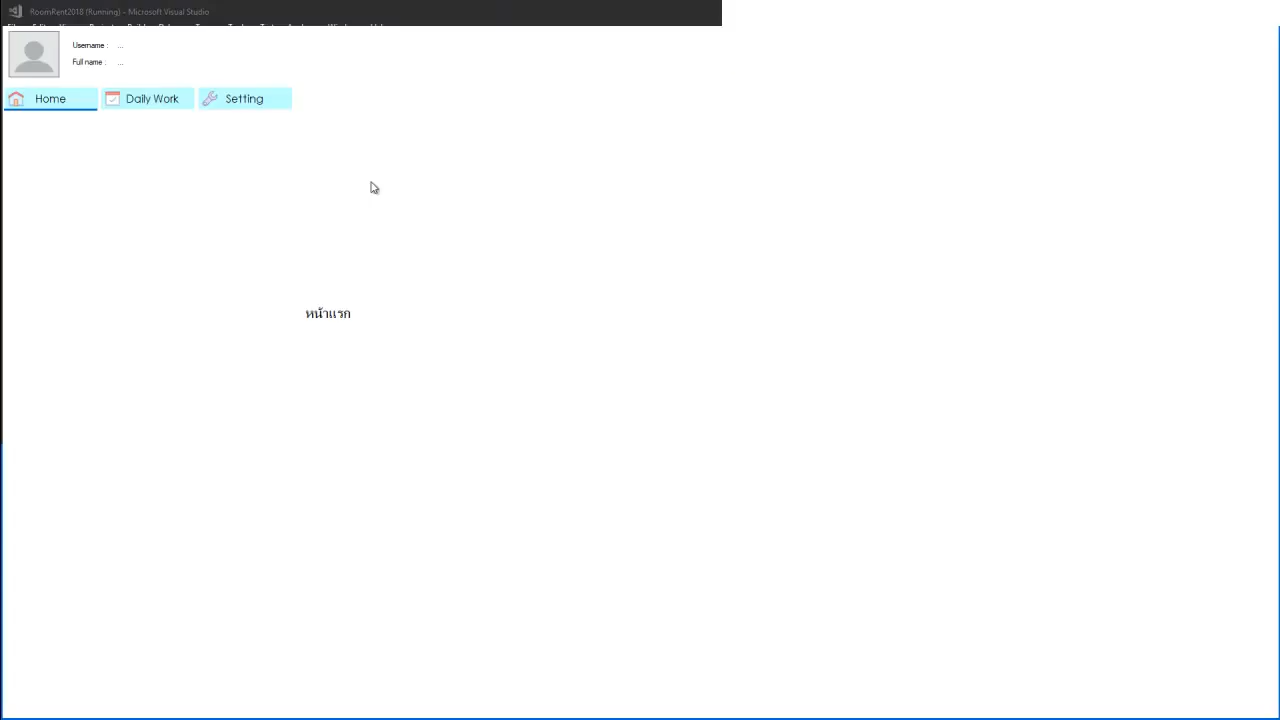 RoomRent2018 (Running) - Microsoft Visual Studio
Username : ...
Full name : ...
Home
Daily Work
Setting
หน้าแรก